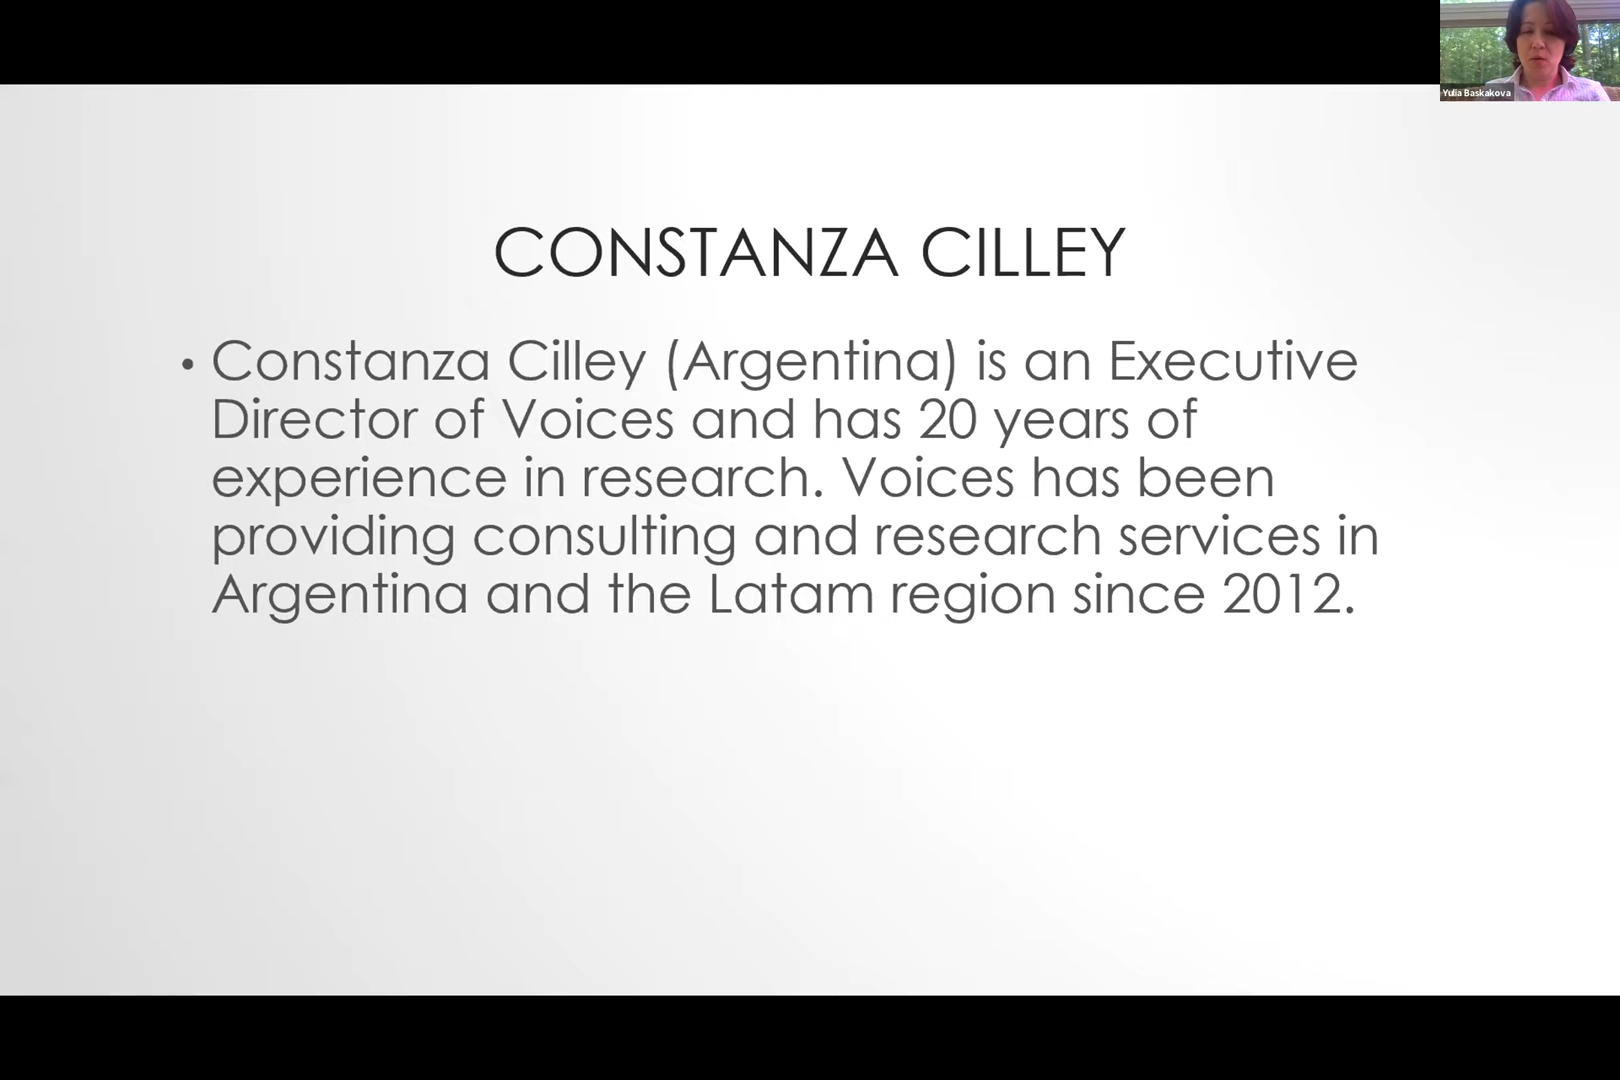 Yulia Baskakova
CONSTANZA CILLEY
• Constanza Cilley (Argentina) is an Executive
Director of Voices and has 20 years of
experience in research. Voices has been
providing consulting and research services in
Argentina and the Latam region since 2012.